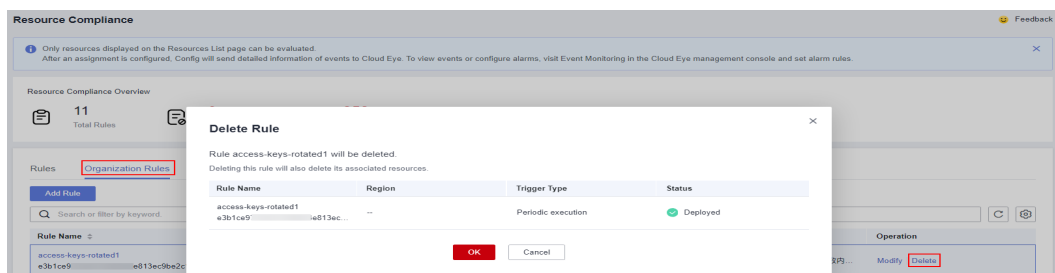 Resource Compliance
Feedback
Only resources displayed on the Resources List page can be evaluated.
After an assignment is configured, Config will send detailed information of events to Cloud Eye. To view events or configure alarms, visit Event Monitoring in the Cloud Eye management console and set alarm rules.
Resource Compliance Overview
11
Total Rules
Delete Rule
Rule access-keys-rotated1 will be deleted.
Deleting this rule will also delete its associated resources.
Rule Name Region Trigger Type Status
access-keys-rotated1
e3b1ce9 e813ec... -- Periodic execution Deployed
OK Cancel
Rules Organization Rules
Add Rule
Search or filter by keyword.
Rule Name Operation
access-keys-rotated1
e3b1ce9 e813ec9be2c
内... Modify Delete